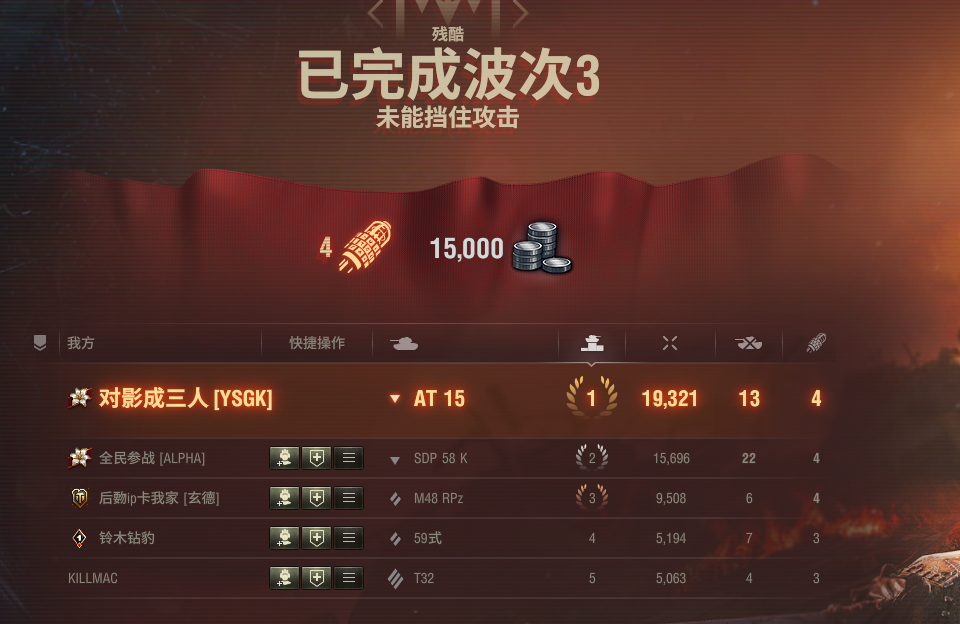 残酷
已完成波次3
未能挡住攻击
4 15,000
我方 快捷操作
对影成三人 [YSGK] AT 15 1 19,321 13 4
全民参战 [ALPHA] SDP 58 K 2 15,696 22 4
后勤ip卡我家 [玄德] M48 RPz 3 9,508 6 4
1 铃木钻豹 59式 4 5,194 7 3
KILLMAC T32 5 5,063 4 3